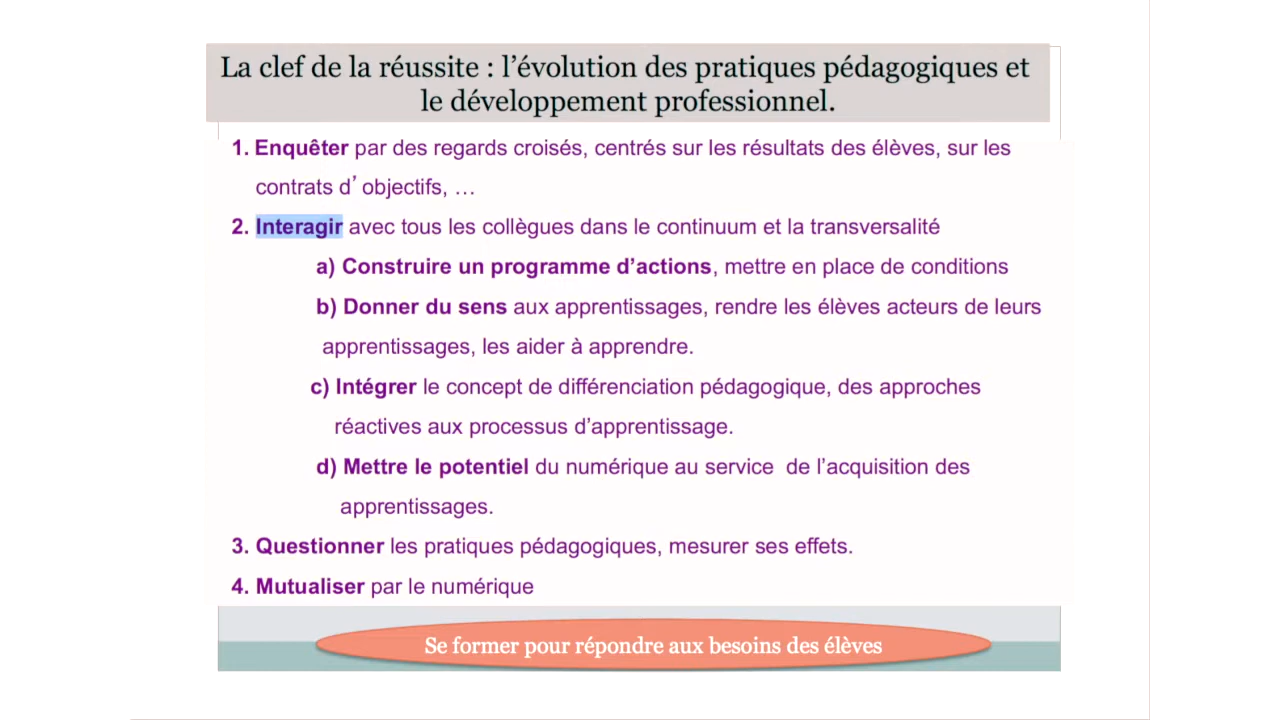 La clef de la réussite : l’évolution des pratiques pédagogiques et
le développement professionnel.
1. Enquêter par des regards croisés, centrés sur les résultats des élèves, sur les
contrats d’ objectifs, …
2. Interagir avec tous les collègues dans le continuum et la transversalité
a) Construire un programme d’actions, mettre en place de conditions
b) Donner du sens aux apprentissages, rendre les élèves acteurs de leurs
apprentissages, les aider à apprendre.
c) Intégrer le concept de différenciation pédagogique, des approches
réactives aux processus d’apprentissage.
d) Mettre le potentiel du numérique au service  de l’acquisition des
apprentissages.
3. Questionner les pratiques pédagogiques, mesurer ses effets.
4. Mutualiser par le numérique
Se former pour répondre aux besoins des élèves